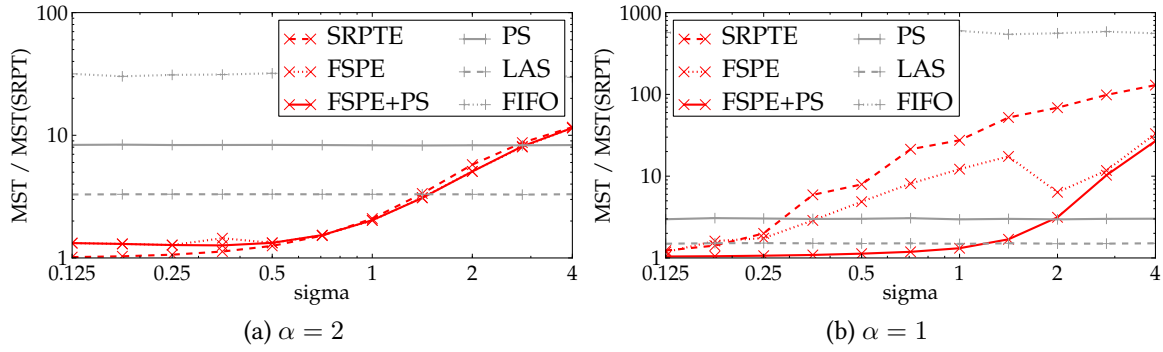 100
10
1
MST / MST(SRPT)
SRPTE PS
FSPE LAS
FSPE+PS FIFO
0.125 0.25 0.5 1 2 4
sigma
(a) α = 2
1000
100
10
1
MST / MST(SRPT)
SRPTE PS
FSPE LAS
FSPE+PS FIFO
0.125 0.25 0.5 1 2 4
sigma
(b) α = 1